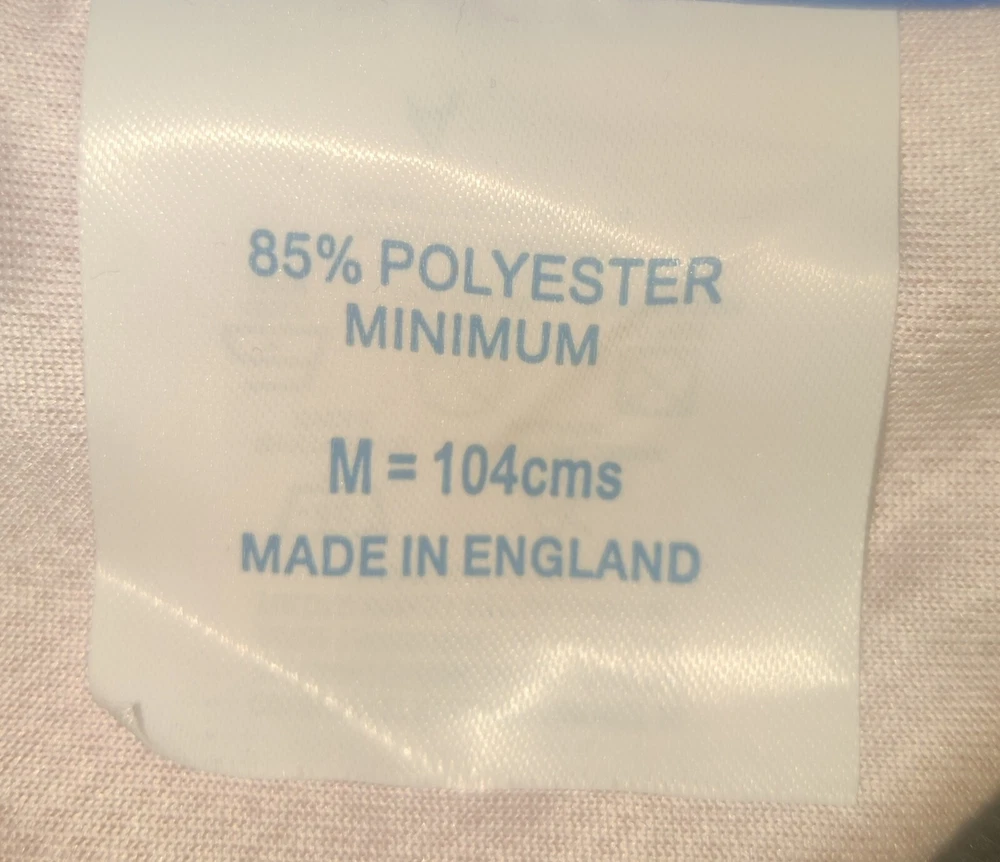 85% POLYESTER
MINIMUM
M = 104cms
MADE IN ENGLAND